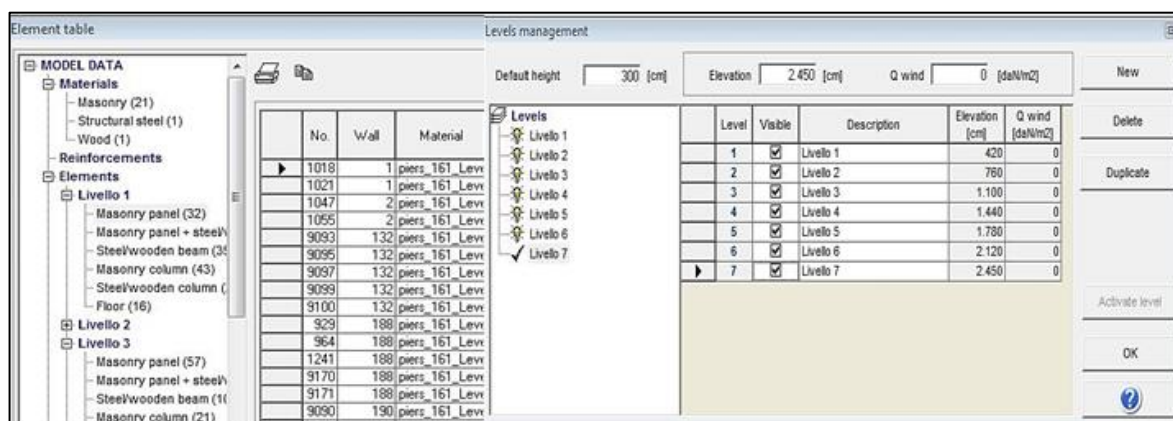 Element table
MODEL DATA
Materials
Masonry (21)
Structural steel (1)
Wood (1)
Reinforcements
Elements
Livello 1
Masonry panel (32)
Masonry panel + steel/
Steel/wooden beam (35
Masonry column (43)
Steel/wooden column (
Floor (16)
Livello 2
Livello 3
Masonry panel (57)
Masonry panel + steel/
Steel/wooden beam (10
Masonry column (21)
No. Wall Material
1018 1 piers_161_Leve
1021 1 piers_161_Leve
1047 2 piers_161_Leve
1055 2 piers_161_Leve
9093 132 piers_161_Leve
9095 132 piers_161_Leve
9097 132 piers_161_Leve
9099 132 piers_161_Leve
9100 132 piers_161_Leve
929 188 piers_161_Leve
964 188 piers_161_Leve
1241 188 piers_161_Leve
9170 188 piers_161_Leve
9171 188 piers_161_Leve
9090 190 piers_161_Leve
Levels management
Default height 300 [cm] Elevation 2.450 [cm] Q wind 0 [daN/m2]
Levels
Livello 1
Livello 2
Livello 3
Livello 4
Livello 5
Livello 6
Livello 7
Level Visible Description Elevation [cm] Q wind [daN/m2]
1 Livello 1 420 0
2 Livello 2 760 0
3 Livello 3 1.100 0
4 Livello 4 1.440 0
5 Livello 5 1.780 0
6 Livello 6 2.120 0
7 Livello 7 2.450 0
New
Delete
Duplicate
Activate level
OK
?